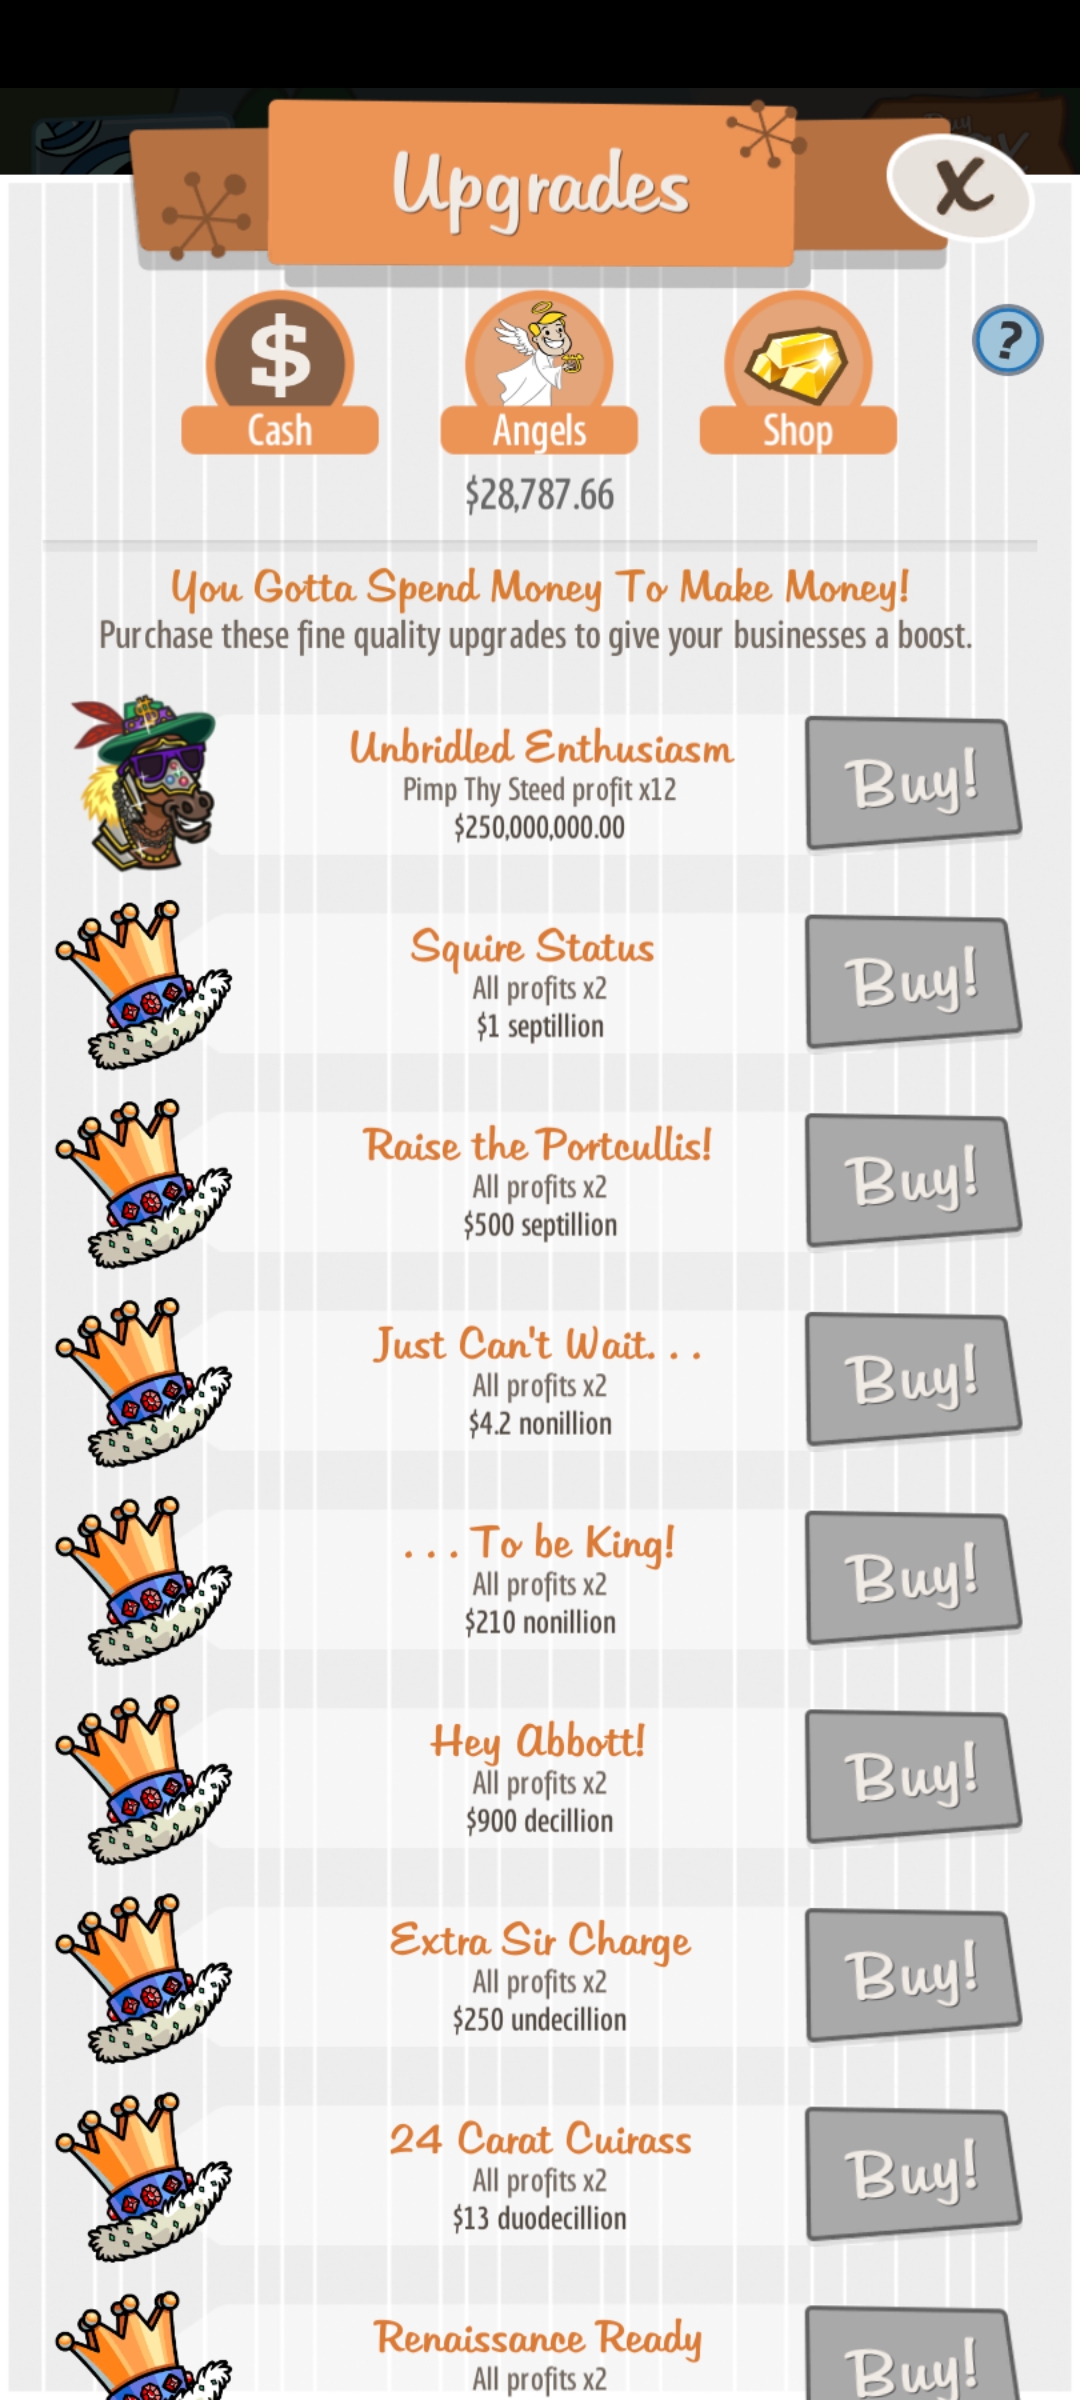 Upgrades
X
$
Cash
Angels
Shop
?
$28,787.66
You Gotta Spend Money To Make Money!
Purchase these fine quality upgrades to give your businesses a boost.
Unbridled Enthusiasm
Pimp Thy Steed profit x12
$250,000,000.00
Buy!
Squire Status
All profits x2
$1 septillion
Buy!
Raise the Portcullis!
All profits x2
$500 septillion
Buy!
Just Can't Wait. . .
All profits x2
$4.2 nonillion
Buy!
. . . To be King!
All profits x2
$210 nonillion
Buy!
Hey Abbott!
All profits x2
$900 decillion
Buy!
Extra Sir Charge
All profits x2
$250 undecillion
Buy!
24 Carat Cuirass
All profits x2
$13 duodecillion
Buy!
Renaissance Ready
All profits x2
Buy!